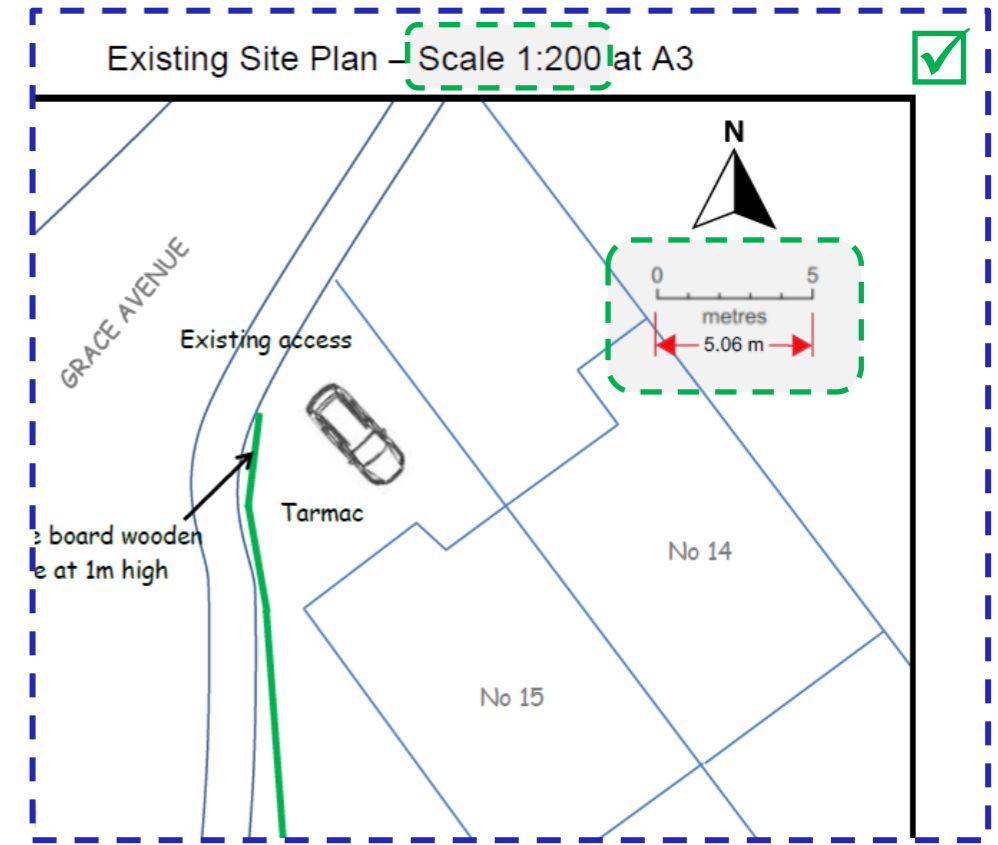 Existing Site Plan – Scale 1:200 at A3
N
0 5
metres
5.06 m
GRACE AVENUE
Existing access
Tarmac
board wooden
at 1m high
No 14
No 15